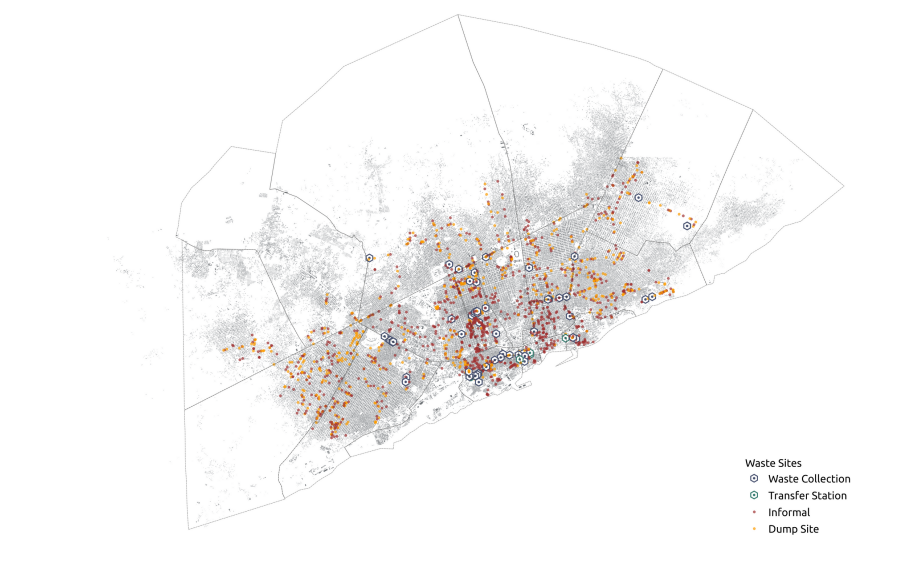 Waste Sites
Waste Collection
Transfer Station
Informal
Dump Site